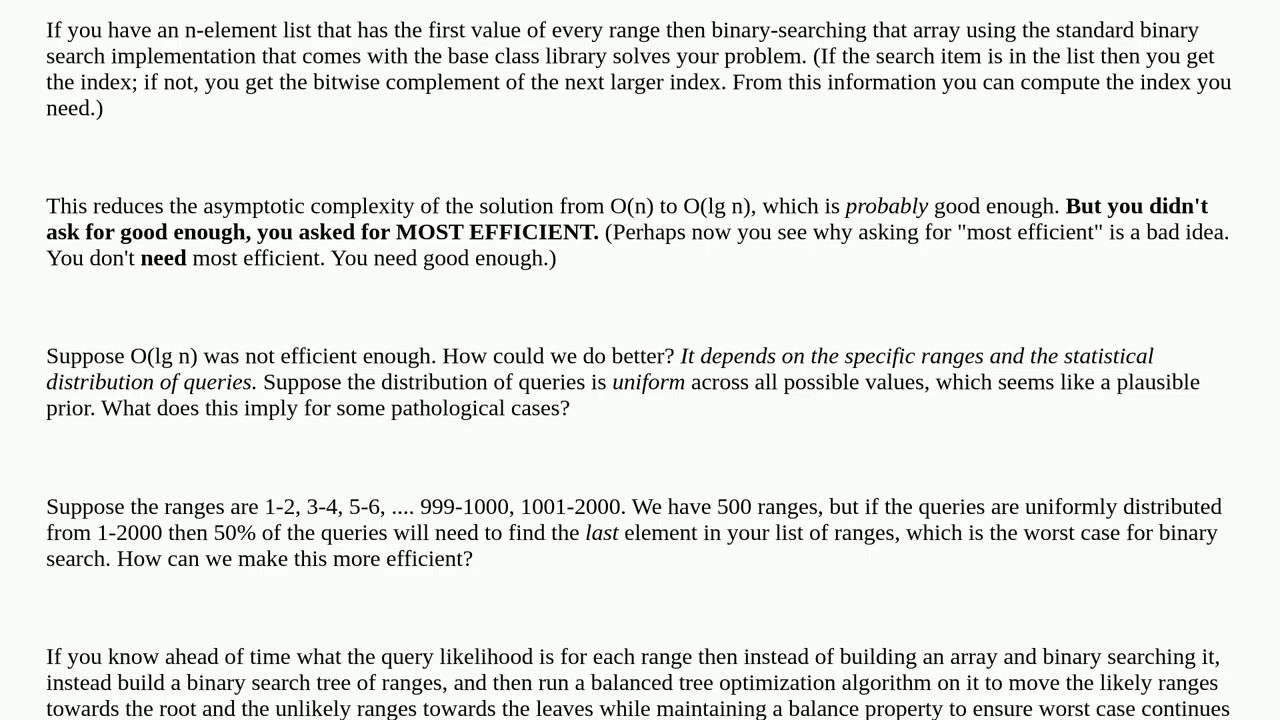 If you have an n-element list that has the first value of every range then binary-searching that array using the standard binary
search implementation that comes with the base class library solves your problem. (If the search item is in the list then you get
the index; if not, you get the bitwise complement of the next larger index. From this information you can compute the index you
need.)
This reduces the asymptotic complexity of the solution from O(n) to O(lg n), which is probably good enough. But you didn't
ask for good enough, you asked for MOST EFFICIENT. (Perhaps now you see why asking for "most efficient" is a bad idea.
You don't need most efficient. You need good enough.)
Suppose O(lg n) was not efficient enough. How could we do better? It depends on the specific ranges and the statistical
distribution of queries. Suppose the distribution of queries is uniform across all possible values, which seems like a plausible
prior. What does this imply for some pathological cases?
Suppose the ranges are 1-2, 3-4, 5-6, .... 999-1000, 1001-2000. We have 500 ranges, but if the queries are uniformly distributed
from 1-2000 then 50% of the queries will need to find the last element in your list of ranges, which is the worst case for binary
search. How can we make this more efficient?
If you know ahead of time what the query likelihood is for each range then instead of building an array and binary searching it,
instead build a binary search tree of ranges, and then run a balanced tree optimization algorithm on it to move the likely ranges
towards the root and the unlikely ranges towards the leaves while maintaining a balance property to ensure worst case continues